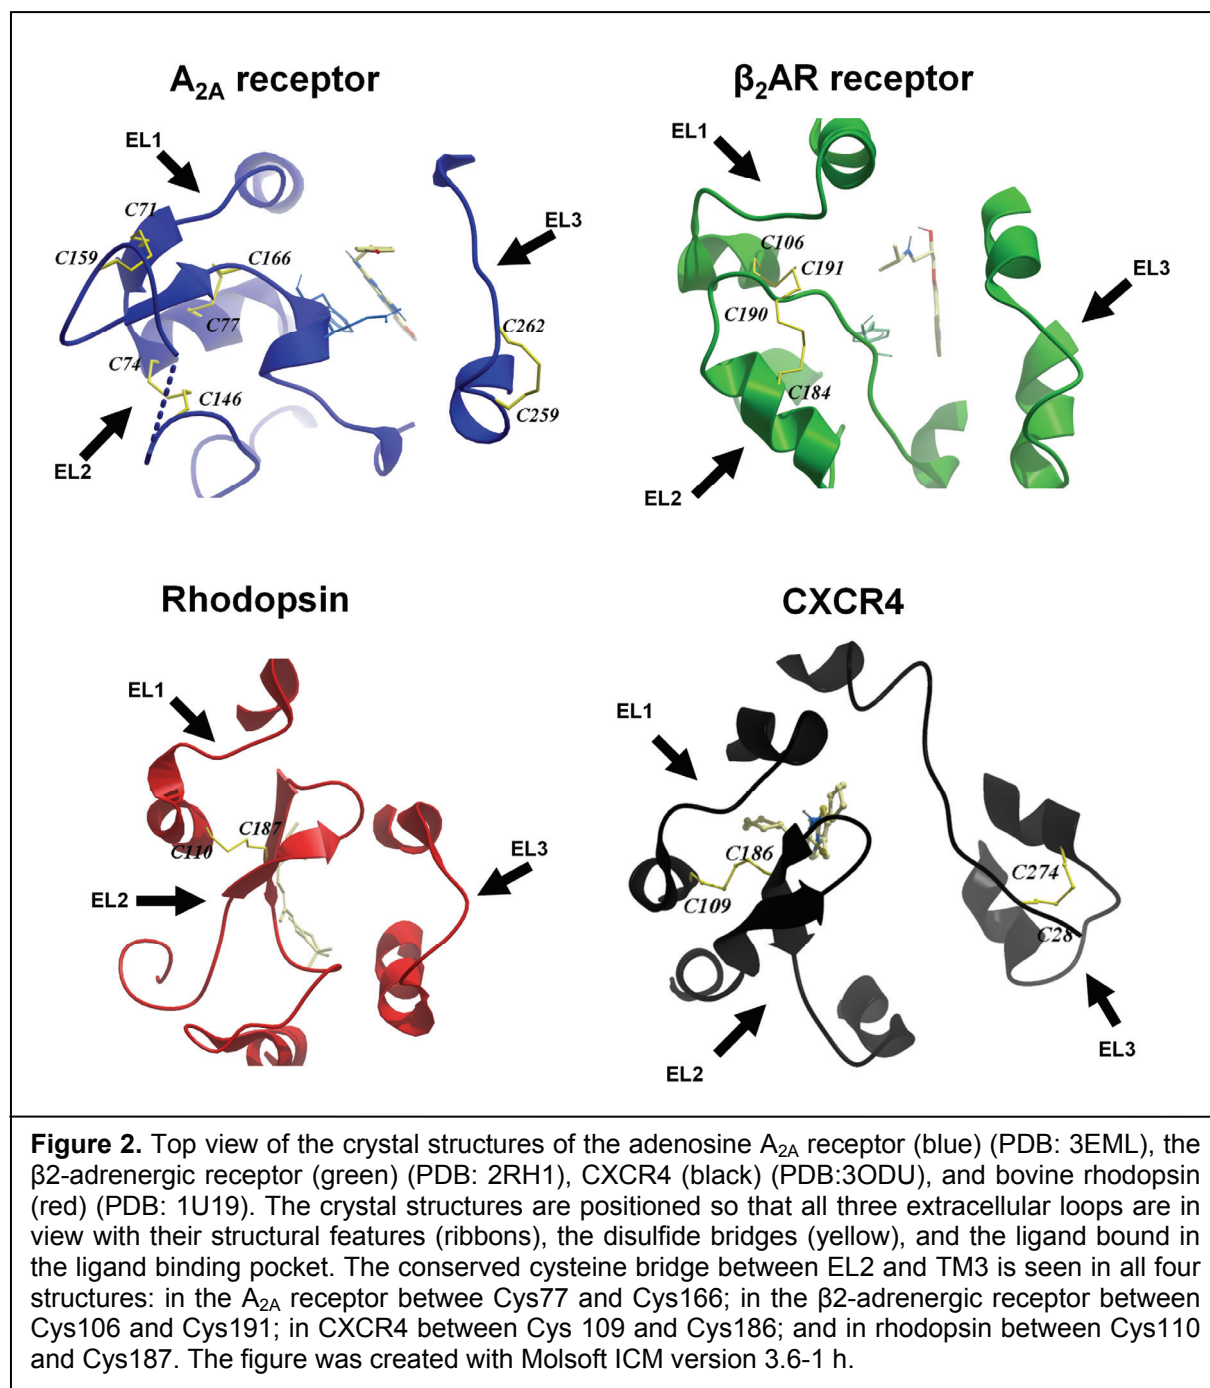 A2A receptor
EL1
C71
C159
C166
C77
C74
C146
EL2
EL3
C262
C259
β2AR receptor
EL1
C106
C191
C190
C184
EL2
EL3
Rhodopsin
EL1
C187
C110
EL2
EL3
CXCR4
EL1
C186
C109
C274
C28
EL2
EL3
Figure 2. Top view of the crystal structures of the adenosine A2A receptor (blue) (PDB: 3EML), the
β2-adrenergic receptor (green) (PDB: 2RH1), CXCR4 (black) (PDB:3ODU), and bovine rhodopsin
(red) (PDB: 1U19). The crystal structures are positioned so that all three extracellular loops are in
view with their structural features (ribbons), the disulfide bridges (yellow), and the ligand bound in
the ligand binding pocket. The conserved cysteine bridge between EL2 and TM3 is seen in all four
structures: in the A2A receptor betwee Cys77 and Cys166; in the β2-adrenergic receptor between
Cys106 and Cys191; in CXCR4 between Cys 109 and Cys186; and in rhodopsin between Cys110
and Cys187. The figure was created with Molsoft ICM version 3.6-1 h.